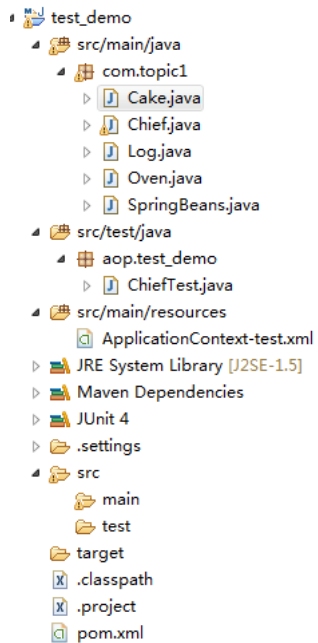 test_demo
src/main/java
com.topic1
Cake.java
Chief.java
Log.java
Oven.java
SpringBeans.java
src/test/java
aop.test_demo
ChiefTest.java
src/main/resources
ApplicationContext-test.xml
JRE System Library [J2SE-1.5]
Maven Dependencies
JUnit 4
.settings
src
main
test
target
.classpath
.project
pom.xml